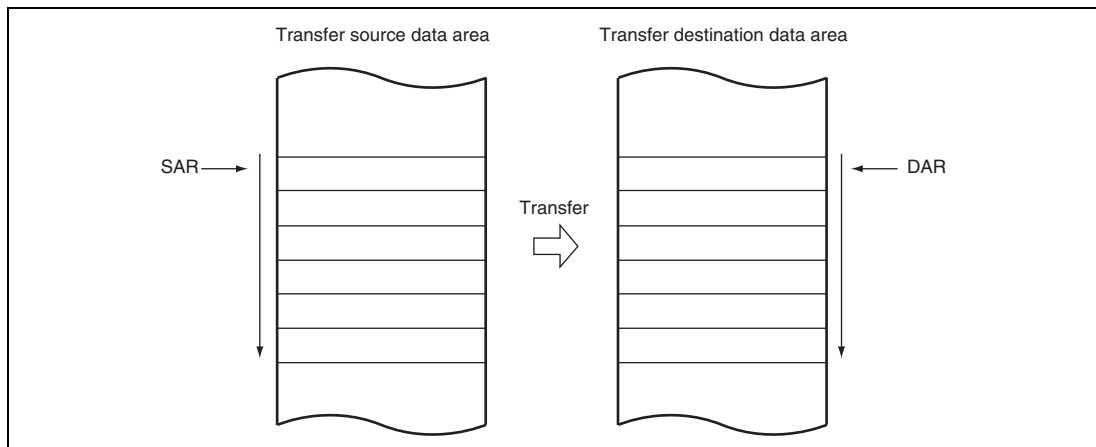 Transfer source data area
Transfer destination data area
SAR
DAR
Transfer